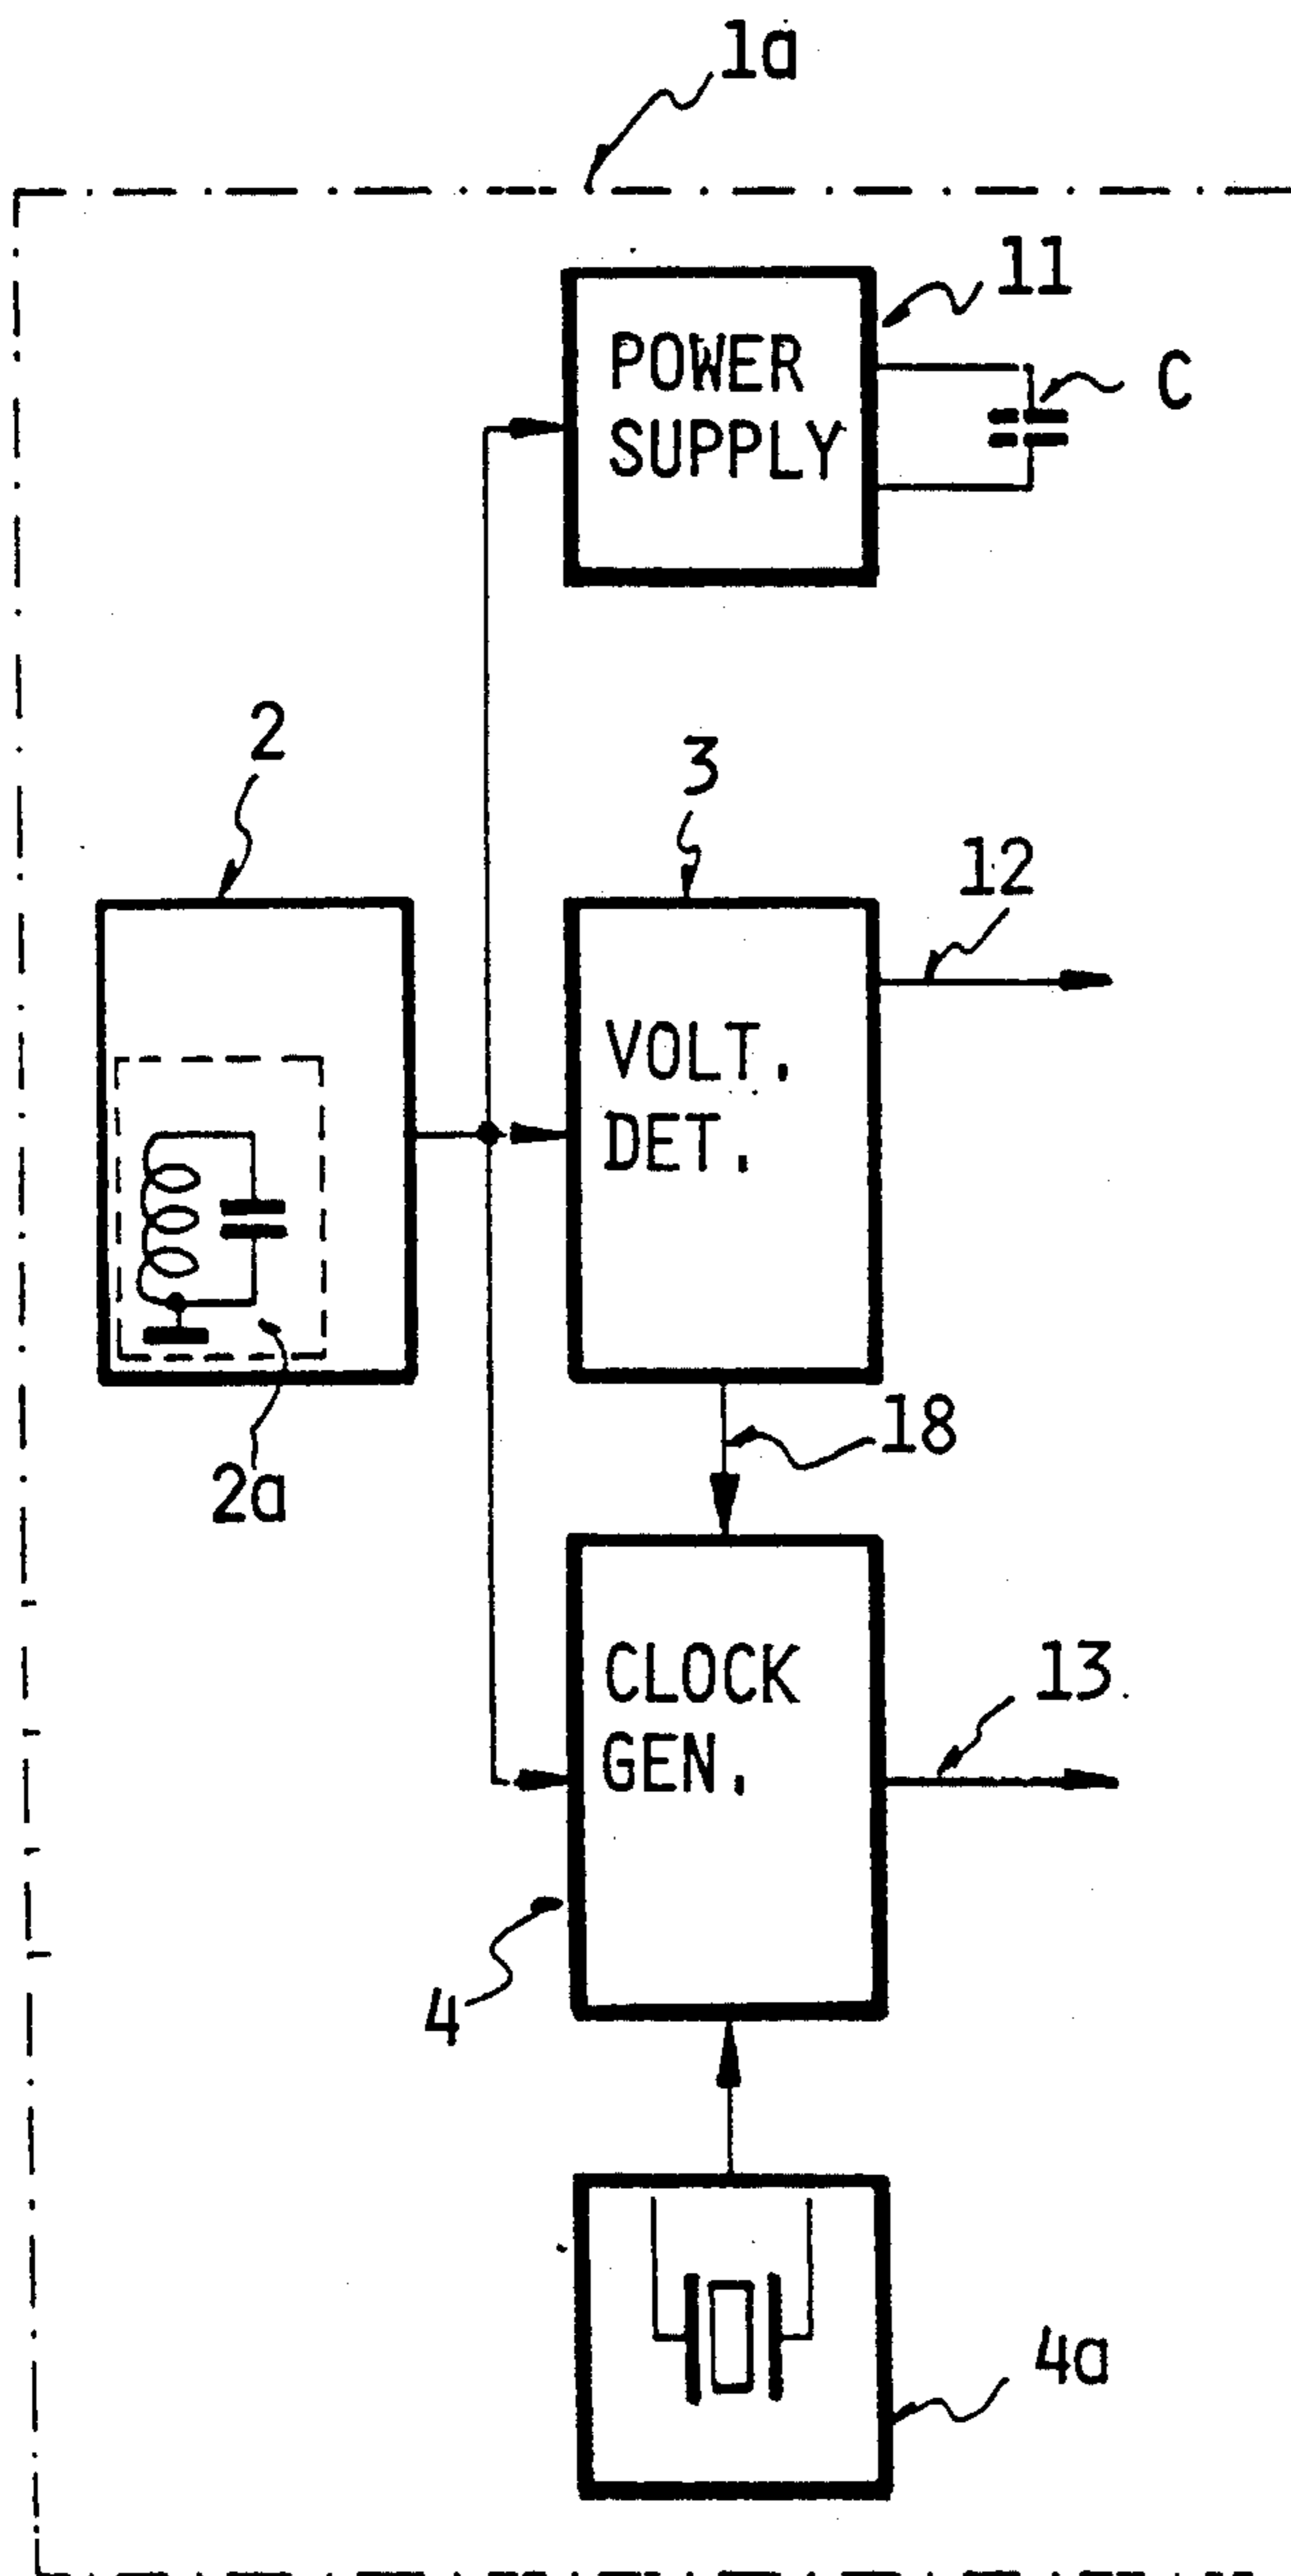 1a
11
POWER
SUPPLY
C
2
3
12
VOLT.
DET.
2a
18
CLOCK
GEN.
13
4
4a